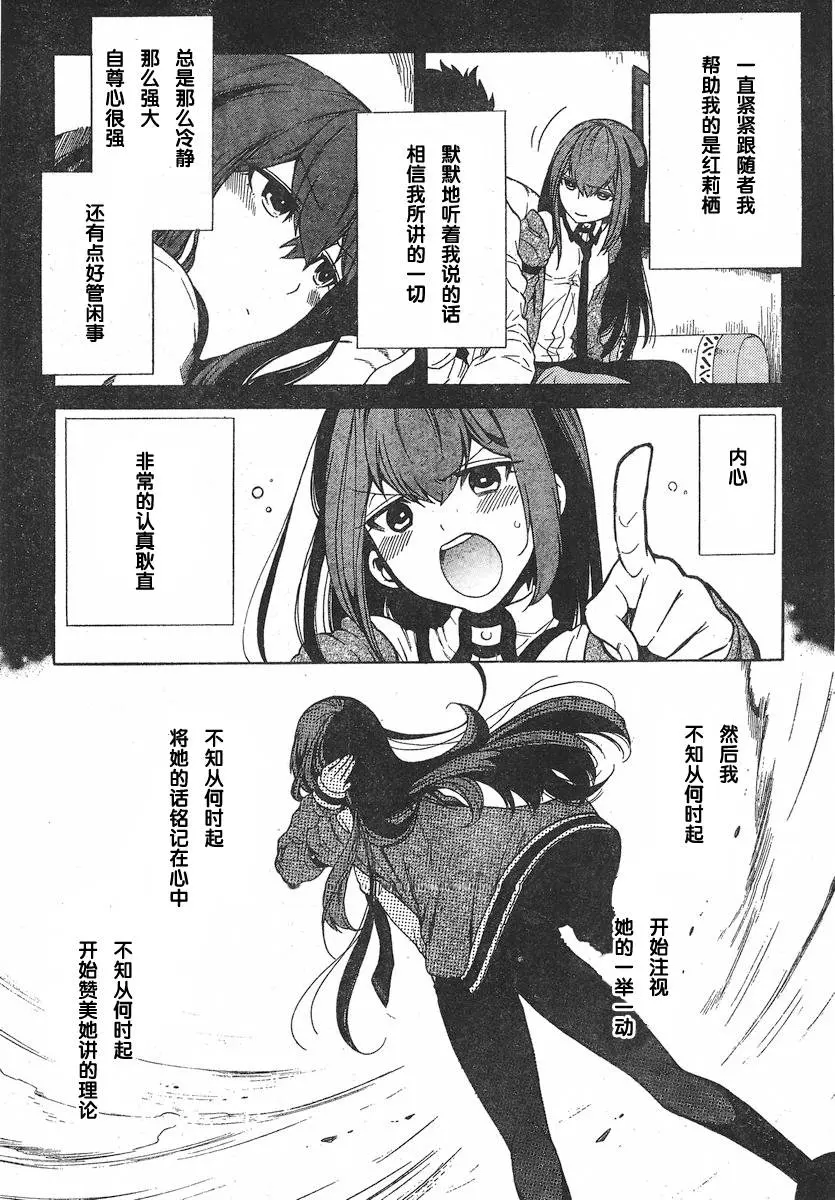 一直紧紧跟随者我
帮助我的是红莉栖
默默地听着我说的话
相信我所讲的一切
总是那么冷静
那么强大
自尊心很强
还有点好管闲事
内心
非常的认真耿直
然后我
不知从何时起
开始注视
她的一举一动
不知从何时起
将她的话铭记在心中
不知从何时起
开始赞美她讲的理论